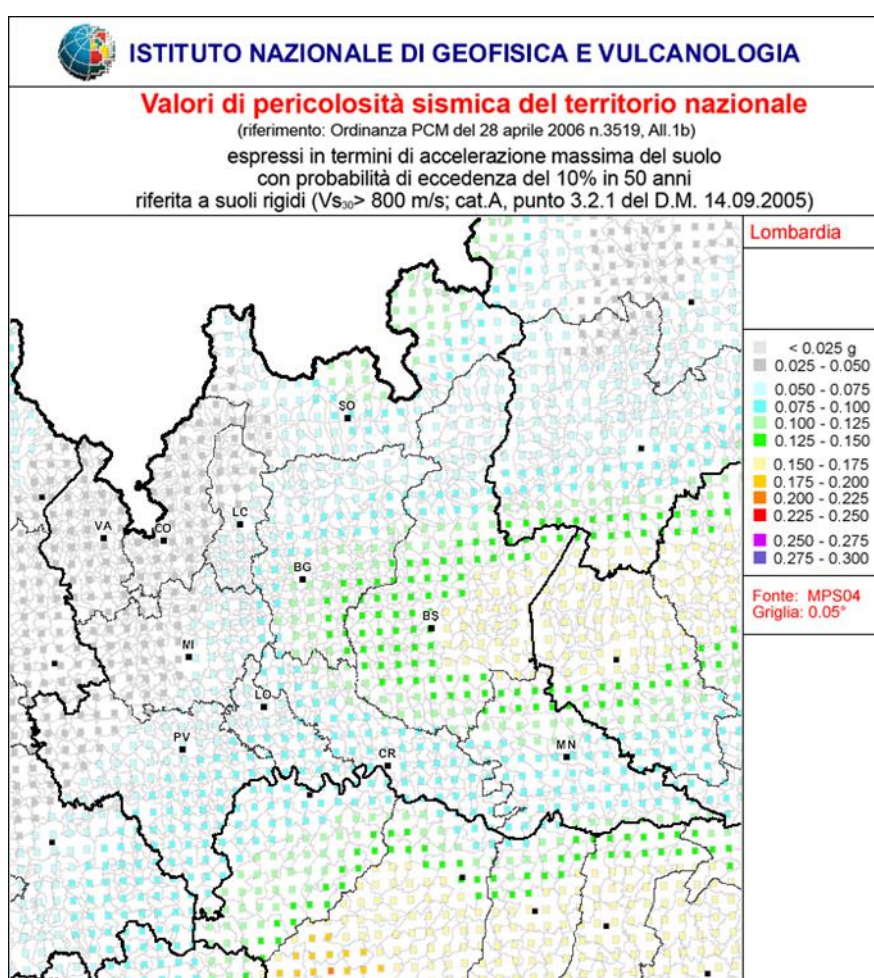 ISTITUTO NAZIONALE DI GEOFISICA E VULCANOLOGIA
Valori di pericolosità sismica del territorio nazionale
(riferimento: Ordinanza PCM del 28 aprile 2006 n.3519, All.1b)
espressi in termini di accelerazione massima del suolo
con probabilità di eccedenza del 10% in 50 anni
riferita a suoli rigidi (Vs₃₀> 800 m/s; cat.A, punto 3.2.1 del D.M. 14.09.2005)
Lombardia
< 0.025 g
0.025 - 0.050
0.050 - 0.075
0.075 - 0.100
0.100 - 0.125
0.125 - 0.150
0.150 - 0.175
0.175 - 0.200
0.200 - 0.225
0.225 - 0.250
0.250 - 0.275
0.275 - 0.300
Fonte: MPS04
Griglia: 0.05°
SO
LC
VA
CO
BG
BS
MI
LO
PV
CR
MN